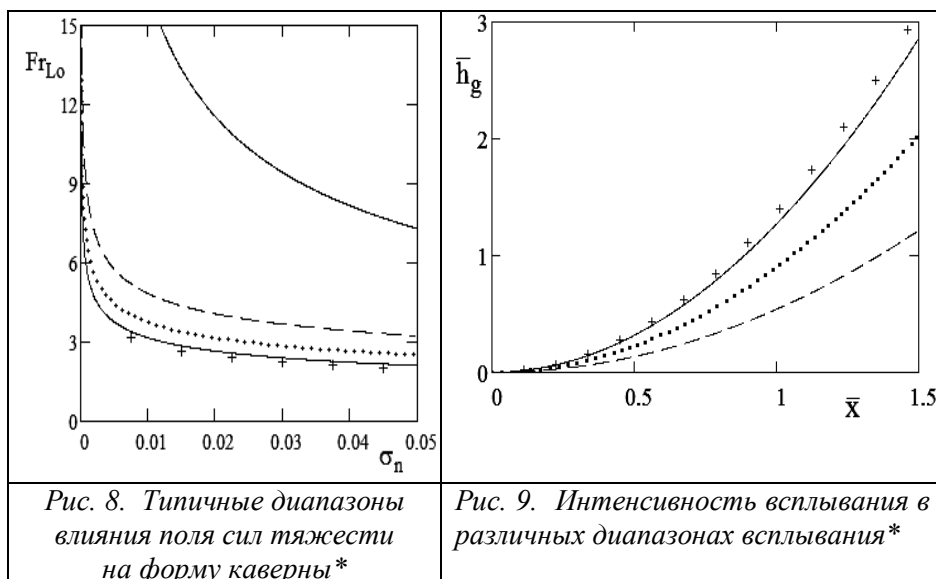 15
Fr_Lo
12
9
6
3
0
0 0.01 0.02 0.03 0.04 0.05
σ_n
3
h̄_g
2
1
0
0 0.5 1 1.5
x̄
Рис. 8. Типичные диапазоны
влияния поля сил тяжести
на форму каверны*
Рис. 9. Интенсивность всплывания в
различных диапазонах всплывания*